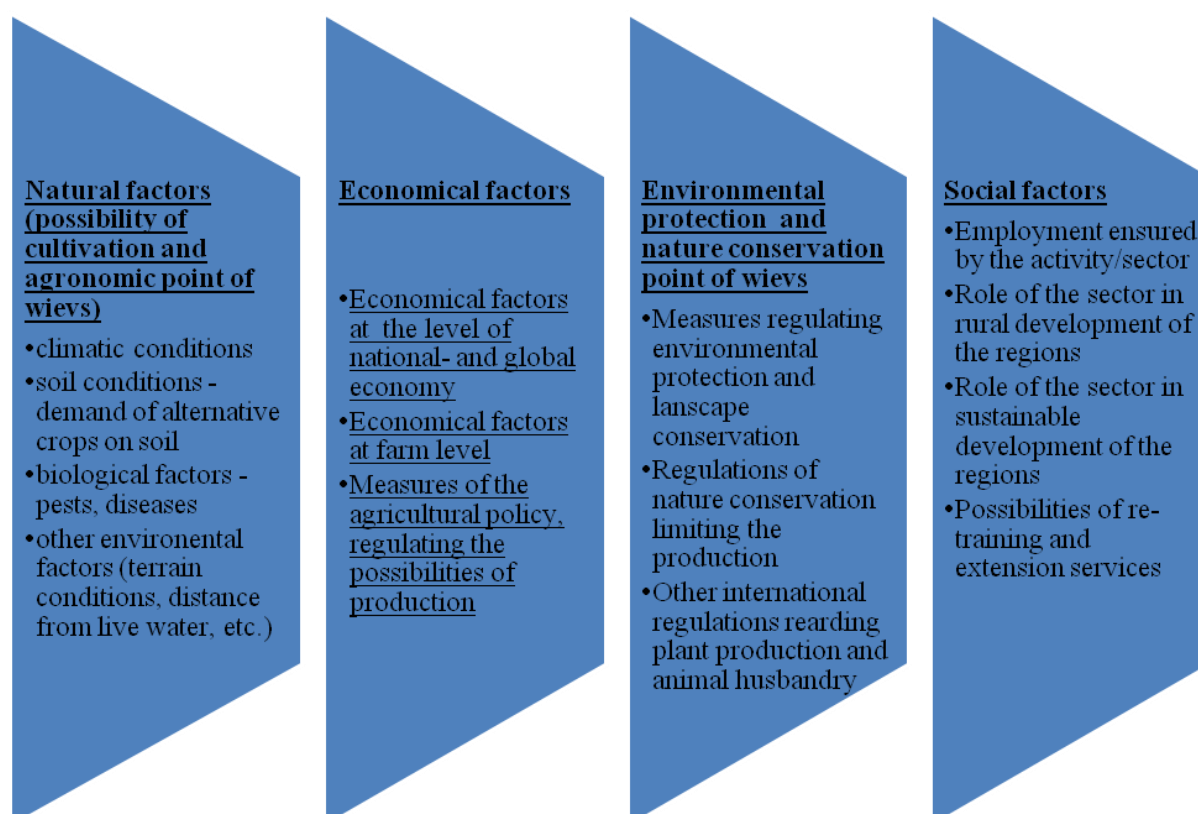 Natural factors
(possibility of
cultivation and
agronomic point of
wievs)
•climatic conditions
•soil conditions -
demand of alternative
crops on soil
•biological factors -
pests, diseases
•other environental
factors (terrain
conditions, distance
from live water, etc.)
Economical factors
•Economical factors
at the level of
national- and global
economy
•Economical factors
at farm level
•Measures of the
agricultural policy,
regulating the
possibilities of
production
Environmental
protection and
nature conservation
point of wievs
•Measures regulating
environmental
protection and
lanscape
conservation
•Regulations of
nature conservation
limiting the
production
•Other international
regulations rearding
plant production and
animal husbandry
Social factors
•Employment ensured
by the activity/sector
•Role of the sector in
rural development of
the regions
•Role of the sector in
sustainable
development of the
regions
•Possibilities of re-
training and
extension services